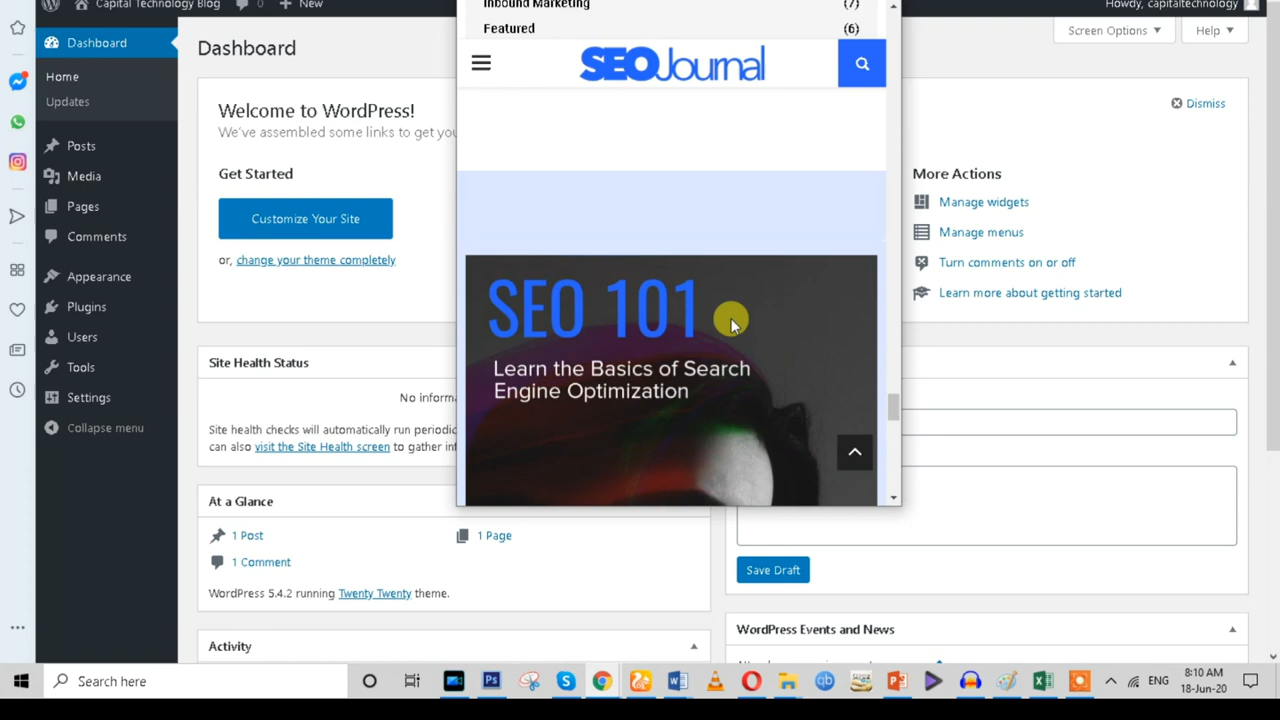 Capital Technology Blog
0
New
Howdy, capitaltechnology
Dashboard
Home
Updates
Posts
Media
Pages
Comments
Appearance
Plugins
Users
Tools
Settings
Collapse menu
Dashboard
Screen Options
Help
Welcome to WordPress!
We've assembled some links to get you
Dismiss
Get Started
Customize Your Site
or, change your theme completely
More Actions
Manage widgets
Manage menus
Turn comments on or off
Learn more about getting started
Inbound Marketing (7)
Featured (6)
SEOJournal
SEO 101
Learn the Basics of Search
Engine Optimization
Site Health Status
No informa
Site health checks will automatically run periodic
can also visit the Site Health screen to gather inf
At a Glance
1 Post
1 Page
1 Comment
WordPress 5.4.2 running Twenty Twenty theme.
Activity
Save Draft
WordPress Events and News
Search here
ENG
8:10 AM
18-Jun-20